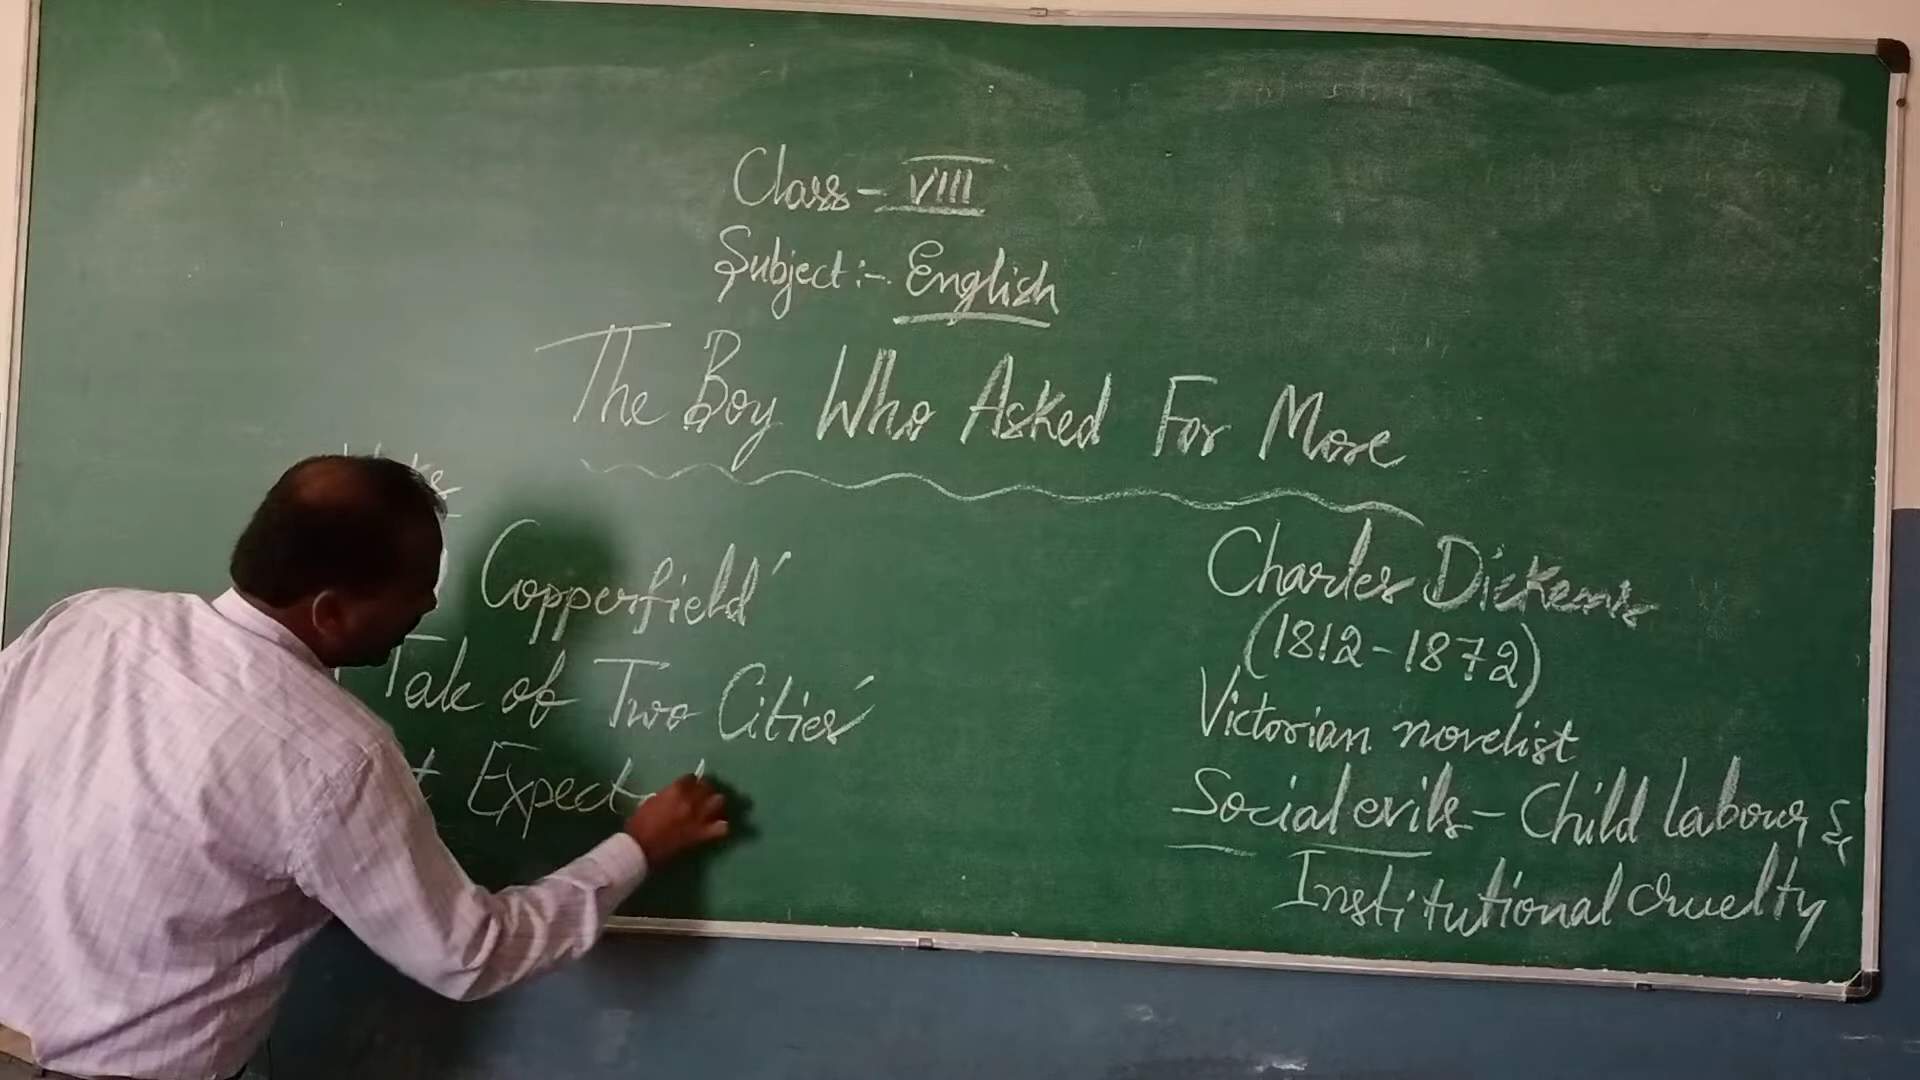 Class - VIII
Subject :- English
The Boy Who Asked For More
Copperfield'
Tale of Two Cities'
Expect
Charles Dickens
(1812-1872)
Victorian novelist
Social evils - Child labour &
Institutional cruelty